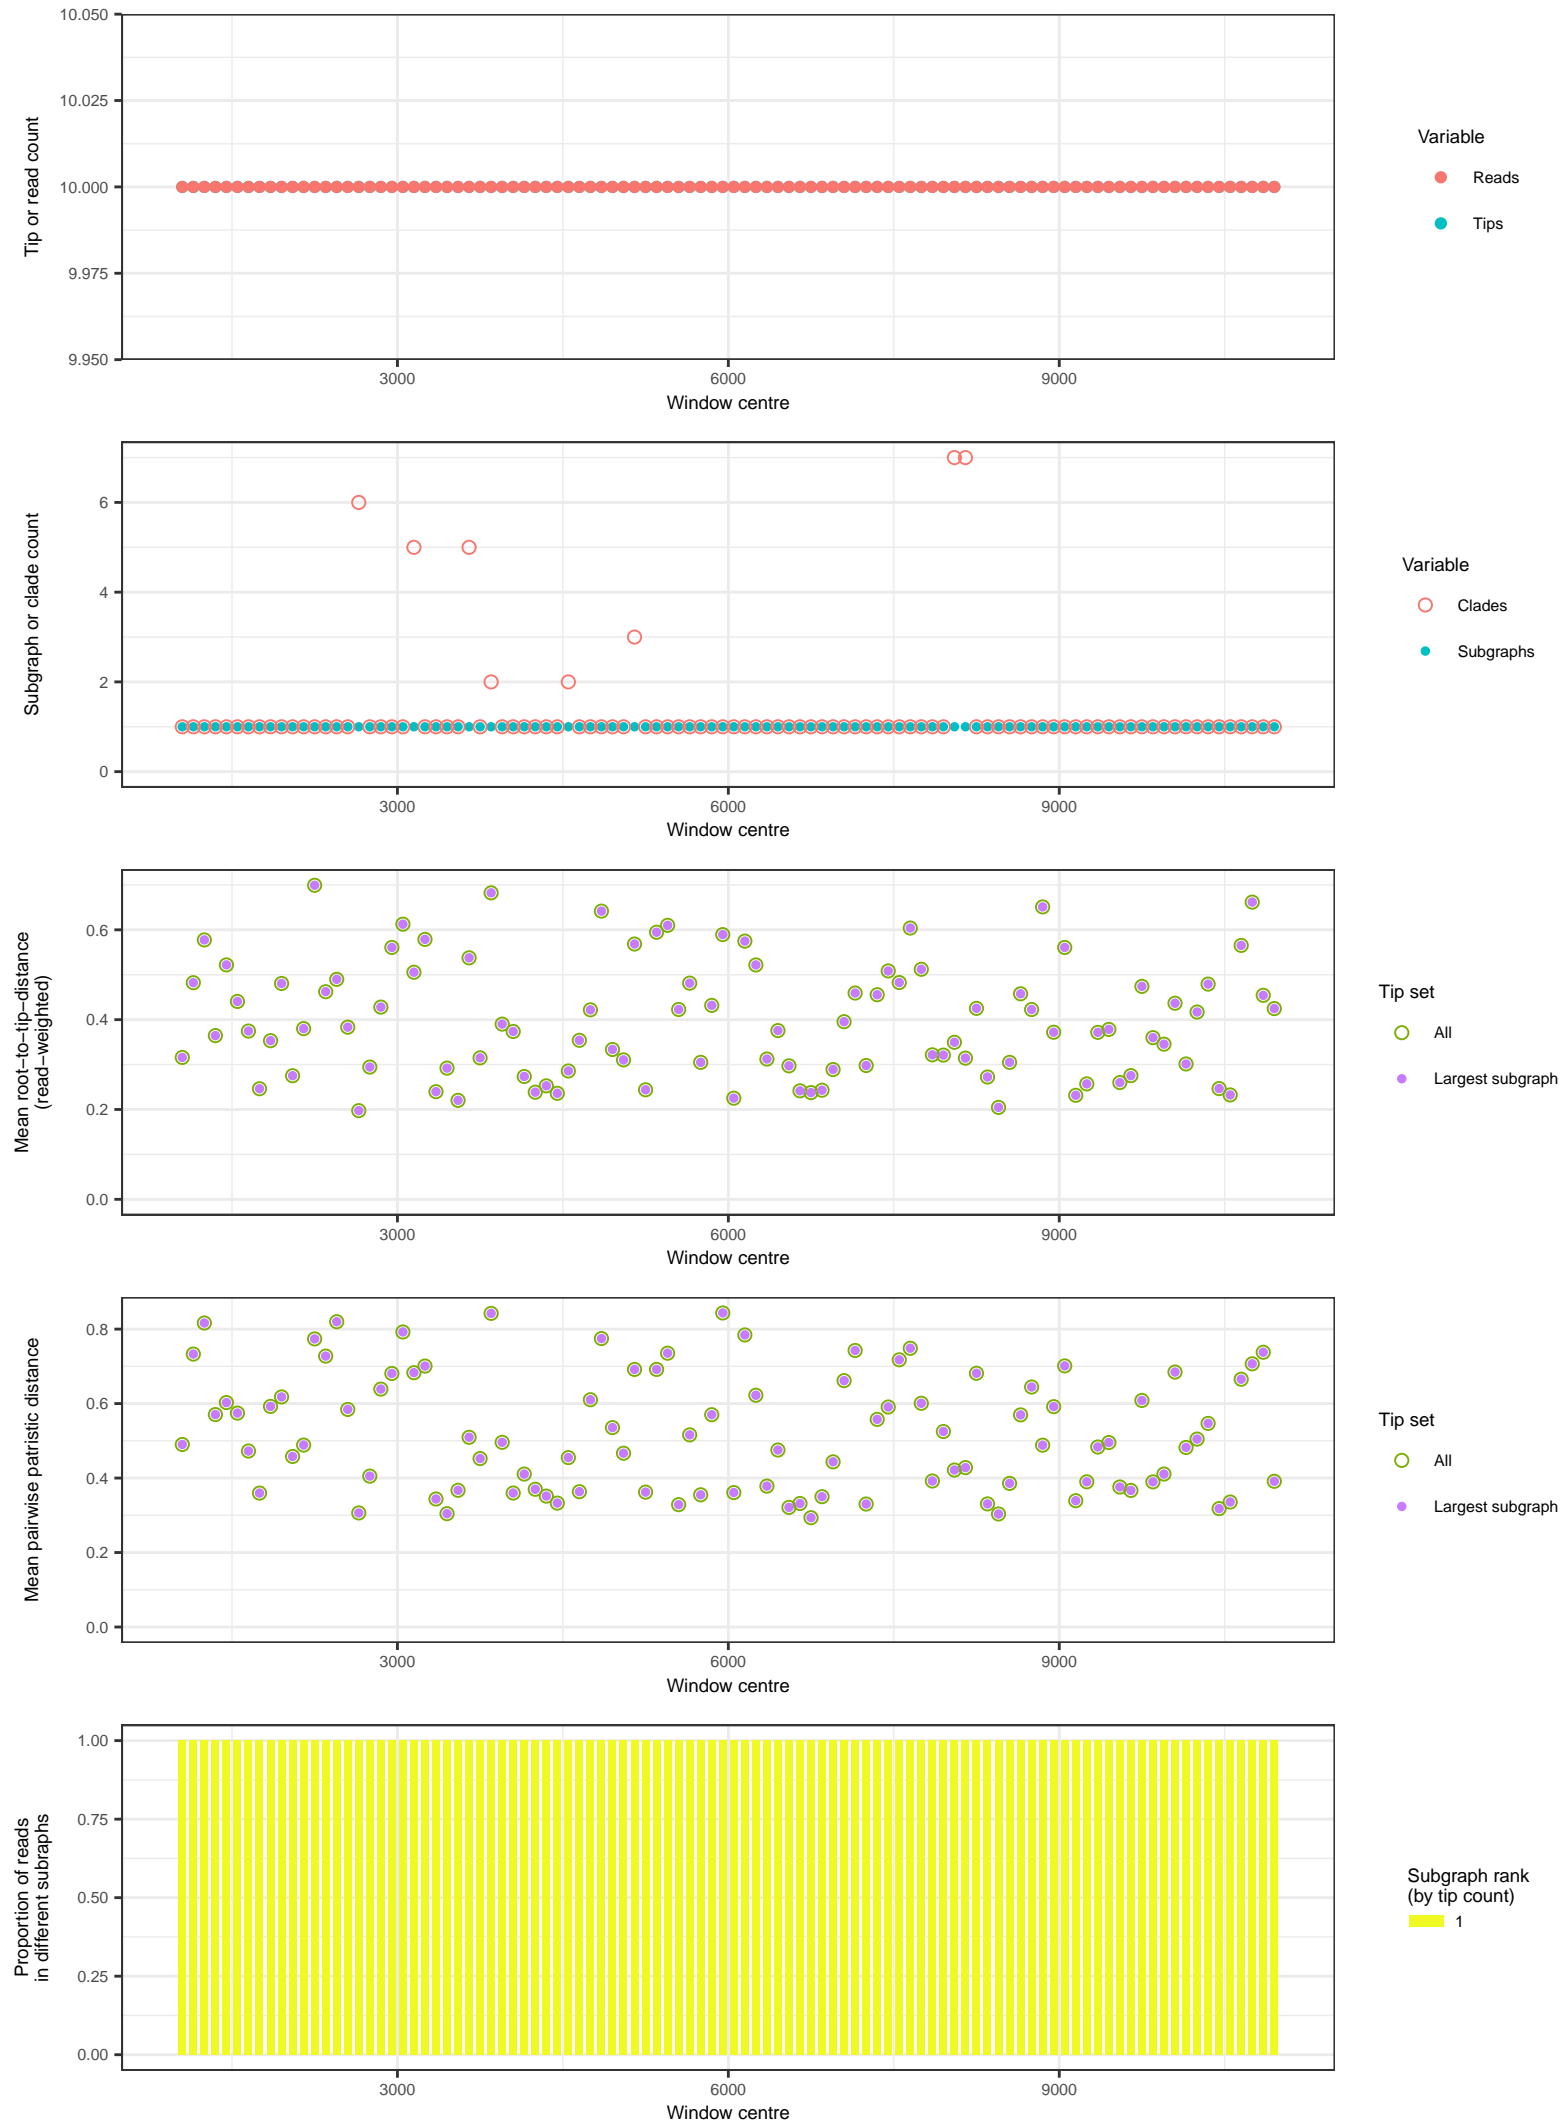 10.050
10.025
10.000
9.975
9.950
Tip or read count
3000 6000 9000
Window centre
Variable
Reads
Tips
6
4
2
0
Subgraph or clade count
3000 6000 9000
Window centre
Variable
Clades
Subgraphs
0.6
0.4
0.2
0.0
Mean root−to−tip−distance
(read−weighted)
3000 6000 9000
Window centre
Tip set
All
Largest subgraph
0.8
0.6
0.4
0.2
0.0
Mean pairwise patristic distance
3000 6000 9000
Window centre
Tip set
All
Largest subgraph
1.00
0.75
0.50
0.25
0.00
Proportion of reads
in different subraphs
3000 6000 9000
Window centre
Subgraph rank
(by tip count)
1